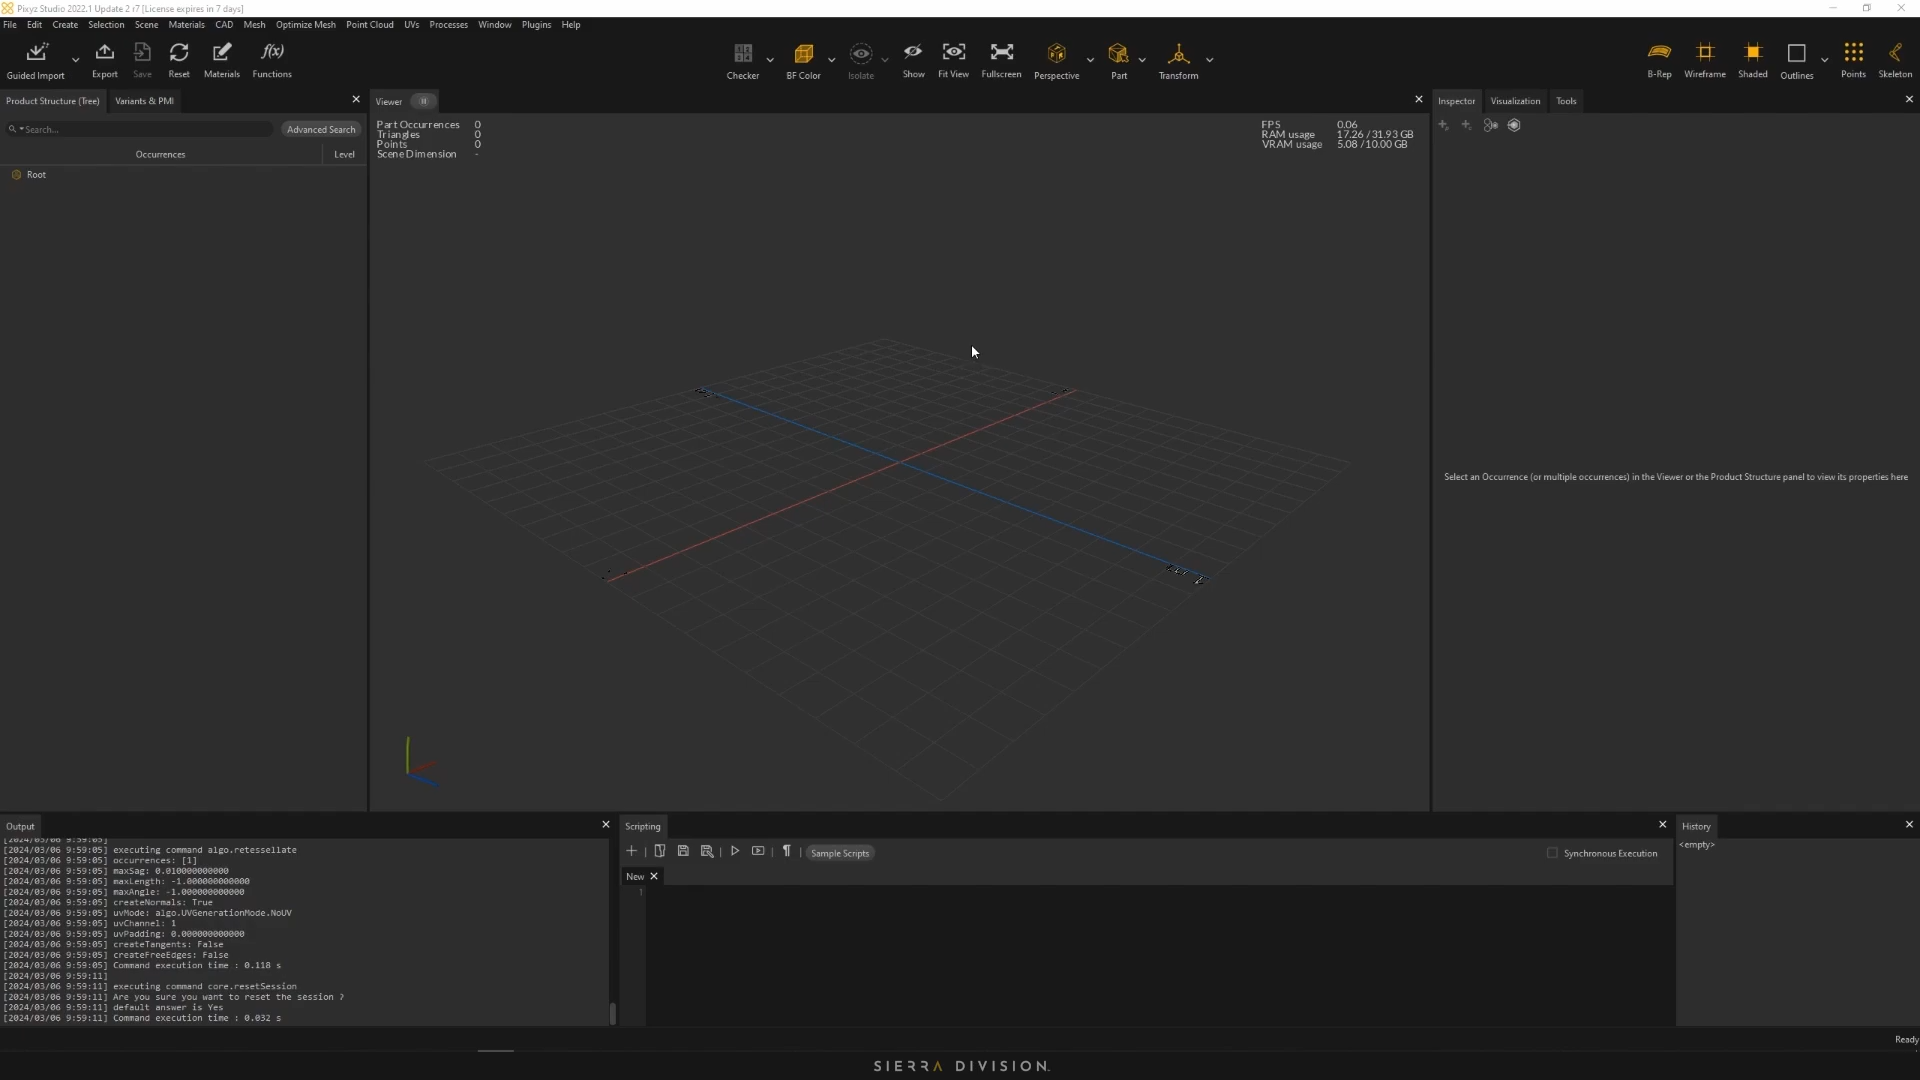 Pixyz Studio 2022.1 Update 2 r7 [License expires in 7 days]
File Edit Create Selection Scene Materials CAD Mesh Optimize Mesh Point Cloud UVs Processes Window Plugins Help
Guided Import Export Save Reset Materials Functions Checker BF Color Isolate Show Fit View Fullscreen Perspective Part Transform B-Rep Wireframe Shaded Outlines Points Skeleton
Product Structure (Tree) Variants & PMI
Search...
Advanced Search
Occurrences Level
Root
Viewer
Part Occurrences 0
Triangles 0
Points 0
Scene Dimension -
FPS 0.06
RAM usage 17.26 / 31.93 GB
VRAM usage 5.08 / 10.00 GB
Inspector Visualization Tools
Select an Occurrence (or multiple occurrences) in the Viewer or the Product Structure panel to view its properties here
Output
[2024/03/06 9:59:05]
[2024/03/06 9:59:05] executing command algo.retessellate
[2024/03/06 9:59:05] occurrences: [1]
[2024/03/06 9:59:05] maxSag: 0.010000000000
[2024/03/06 9:59:05] maxLength: -1.000000000000
[2024/03/06 9:59:05] maxAngle: -1.000000000000
[2024/03/06 9:59:05] createNormals: True
[2024/03/06 9:59:05] uvMode: algo.UVGenerationMode.NoUV
[2024/03/06 9:59:05] uvChannel: 1
[2024/03/06 9:59:05] uvPadding: 0.000000000000
[2024/03/06 9:59:05] createTangents: False
[2024/03/06 9:59:05] createFreeEdges: False
[2024/03/06 9:59:05] Command execution time : 0.118 s
[2024/03/06 9:59:11]
[2024/03/06 9:59:11] executing command core.resetSession
[2024/03/06 9:59:11] Are you sure you want to reset the session ?
[2024/03/06 9:59:11] default answer is Yes
[2024/03/06 9:59:11] Command execution time : 0.032 s
Scripting
Sample Scripts
Synchronous Execution
New
1
History
<empty>
Ready
SIERRA DIVISION.